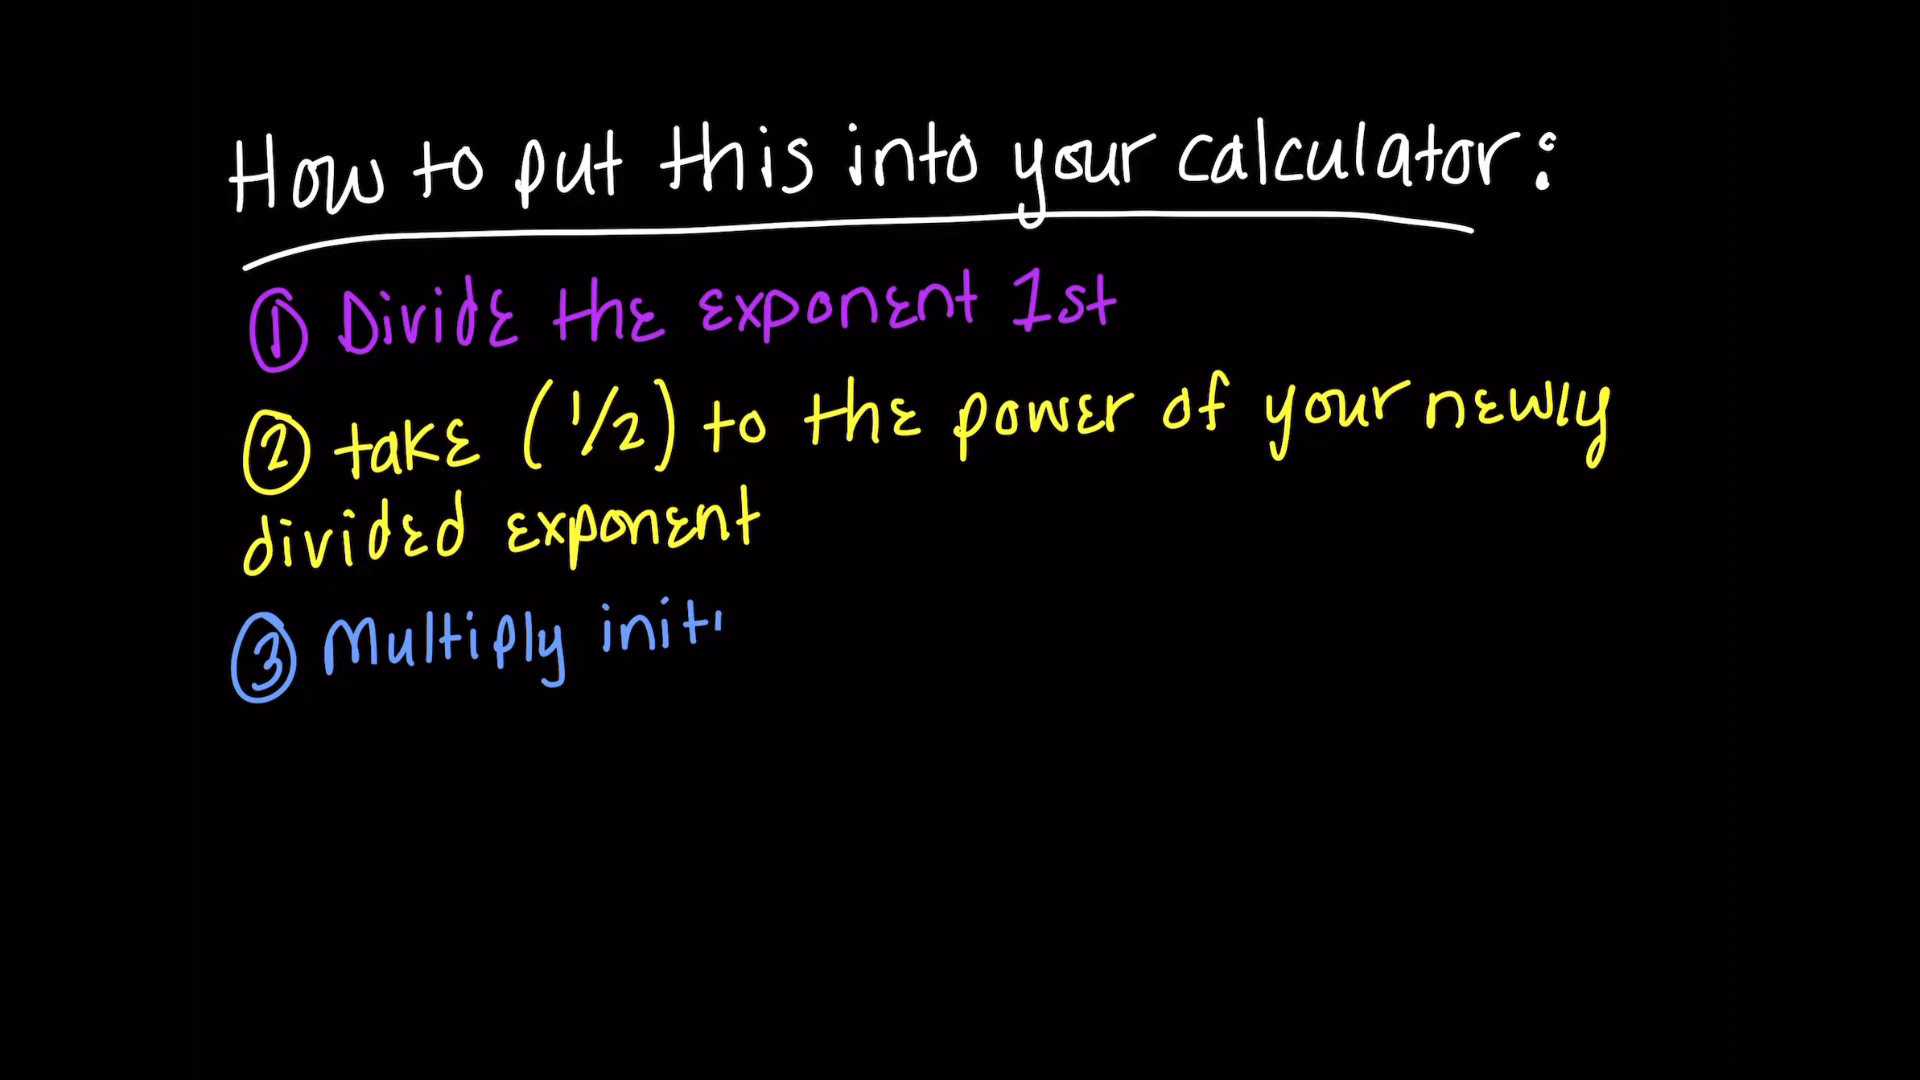 How to put this into your calculator:
① Divide the exponent 1st
② take (1/2) to the power of your newly
divided exponent
③ Multiply